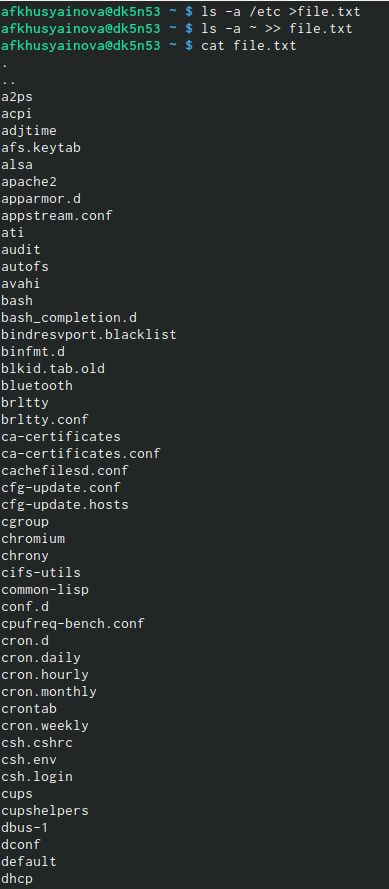 afkhusyainova@dk5n53 ~ $ ls -a /etc >file.txt
afkhusyainova@dk5n53 ~ $ ls -a ~ >> file.txt
afkhusyainova@dk5n53 ~ $ cat file.txt
.
..
a2ps
acpi
adjtime
afs.keytab
alsa
apache2
apparmor.d
appstream.conf
ati
audit
autofs
avahi
bash
bash_completion.d
bindresvport.blacklist
binfmt.d
blkid.tab.old
bluetooth
brltty
brltty.conf
ca-certificates
ca-certificates.conf
cachefilesd.conf
cfg-update.conf
cfg-update.hosts
cgroup
chromium
chrony
cifs-utils
common-lisp
conf.d
cpufreq-bench.conf
cron.d
cron.daily
cron.hourly
cron.monthly
crontab
cron.weekly
csh.cshrc
csh.env
csh.login
cups
cupshelpers
dbus-1
dconf
default
dhcp